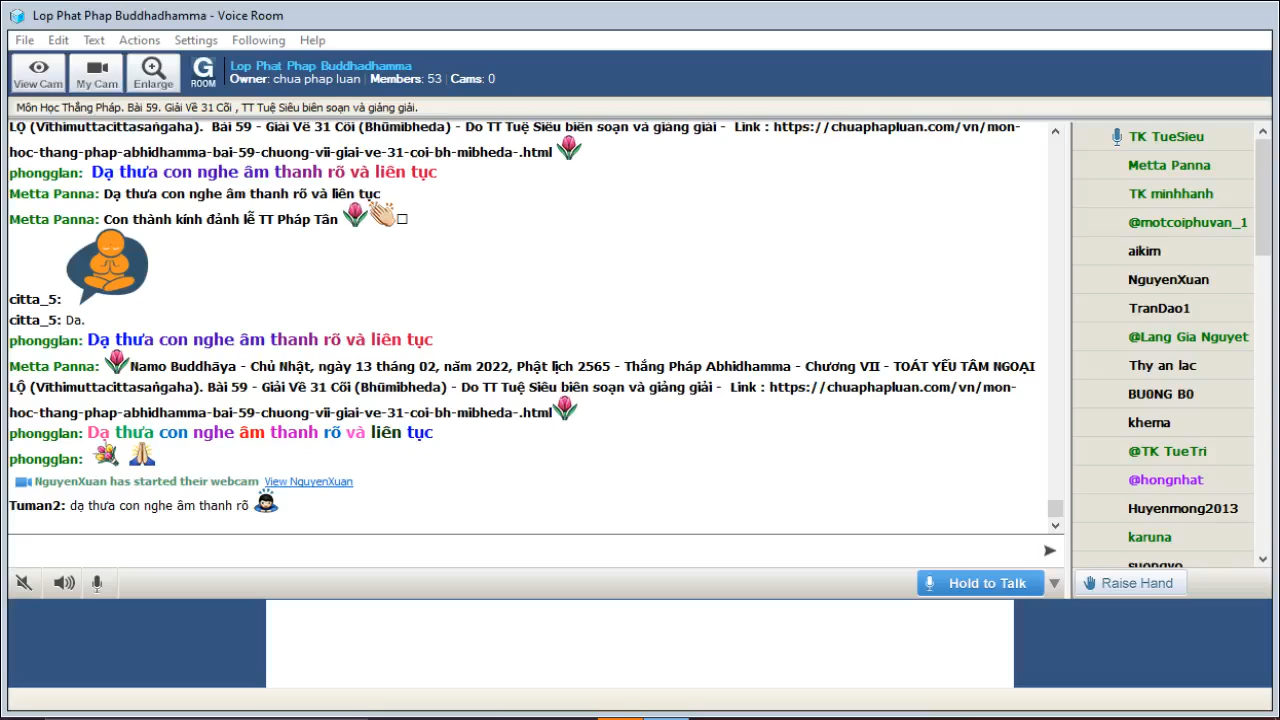 Lop Phat Phap Buddhadhamma - Voice Room
File Edit Text Actions Settings Following Help
View Cam My Cam Enlarge G ROOM
Lop Phat Phap Buddhadhamma
Owner: chua phap luan Members: 53 Cams: 0
Môn Học Thắng Pháp. Bài 59. Giải Về 31 Cõi , TT Tuệ Siêu biên soạn và giảng giải.
LỘ (Vīthimuttacittasaṅgaha). Bài 59 - Giải Về 31 Cõi (Bhūmibheda) - Do TT Tuệ Siêu biên soạn và giảng giải - Link : https://chuaphapluan.com/vn/mon-
hoc-thang-phap-abhidhamma-bai-59-chuong-vii-giai-ve-31-coi-bh-mibheda-.html
phongglan: Dạ thưa con nghe âm thanh rõ và liên tục
Metta Panna: Dạ thưa con nghe âm thanh rõ và liên tục
Metta Panna: Con thành kính đảnh lễ TT Pháp Tân
citta_5:
citta_5: Da.
phongglan: Dạ thưa con nghe âm thanh rõ và liên tục
Metta Panna: Namo Buddhāya - Chủ Nhật, ngày 13 tháng 02, năm 2022, Phật lịch 2565 - Thắng Pháp Abhidhamma - Chương VII - TOÁT YẾU TÂM NGOẠI
LỘ (Vīthimuttacittasaṅgaha). Bài 59 - Giải Về 31 Cõi (Bhūmibheda) - Do TT Tuệ Siêu biên soạn và giảng giải - Link : https://chuaphapluan.com/vn/mon-
hoc-thang-phap-abhidhamma-bai-59-chuong-vii-giai-ve-31-coi-bh-mibheda-.html
phongglan: Dạ thưa con nghe âm thanh rõ và liên tục
phongglan:
NguyenXuan has started their webcam View NguyenXuan
Tuman2: dạ thưa con nghe âm thanh rõ
TK TueSieu
Metta Panna
TK minhhanh
@motcoiphuvan_1
aikim
NguyenXuan
TranDao1
@Lang Gia Nguyet
Thy an lac
BU0NG B0
khema
@TK TueTri
@hongnhat
Huyenmong2013
karuna
Hold to Talk
Raise Hand